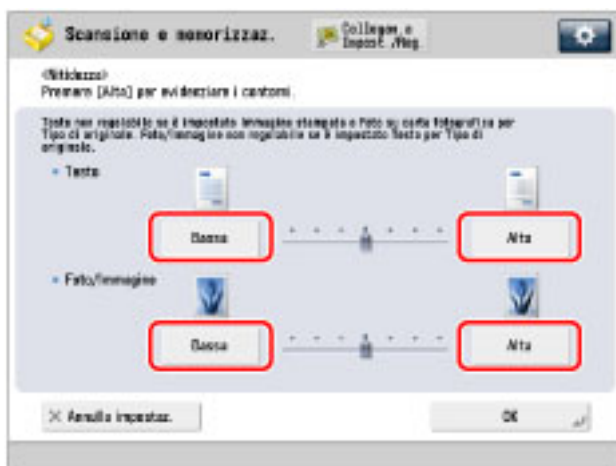 Scansione e memorizzaz.
Collegam. e
Impost./Reg.
<Nitidezza>
Premere [Alta] per evidenziare i contorni.
Testo non regolabile se è impostato Immagine stampata o Foto su carta fotografica per
Tipo di originale. Foto/Immagine non regolabile se è impostato Testo per Tipo di
originale.
• Testo
Bassa
Alta
• Foto/Immagine
Bassa
Alta
Annulla impostaz.
OK